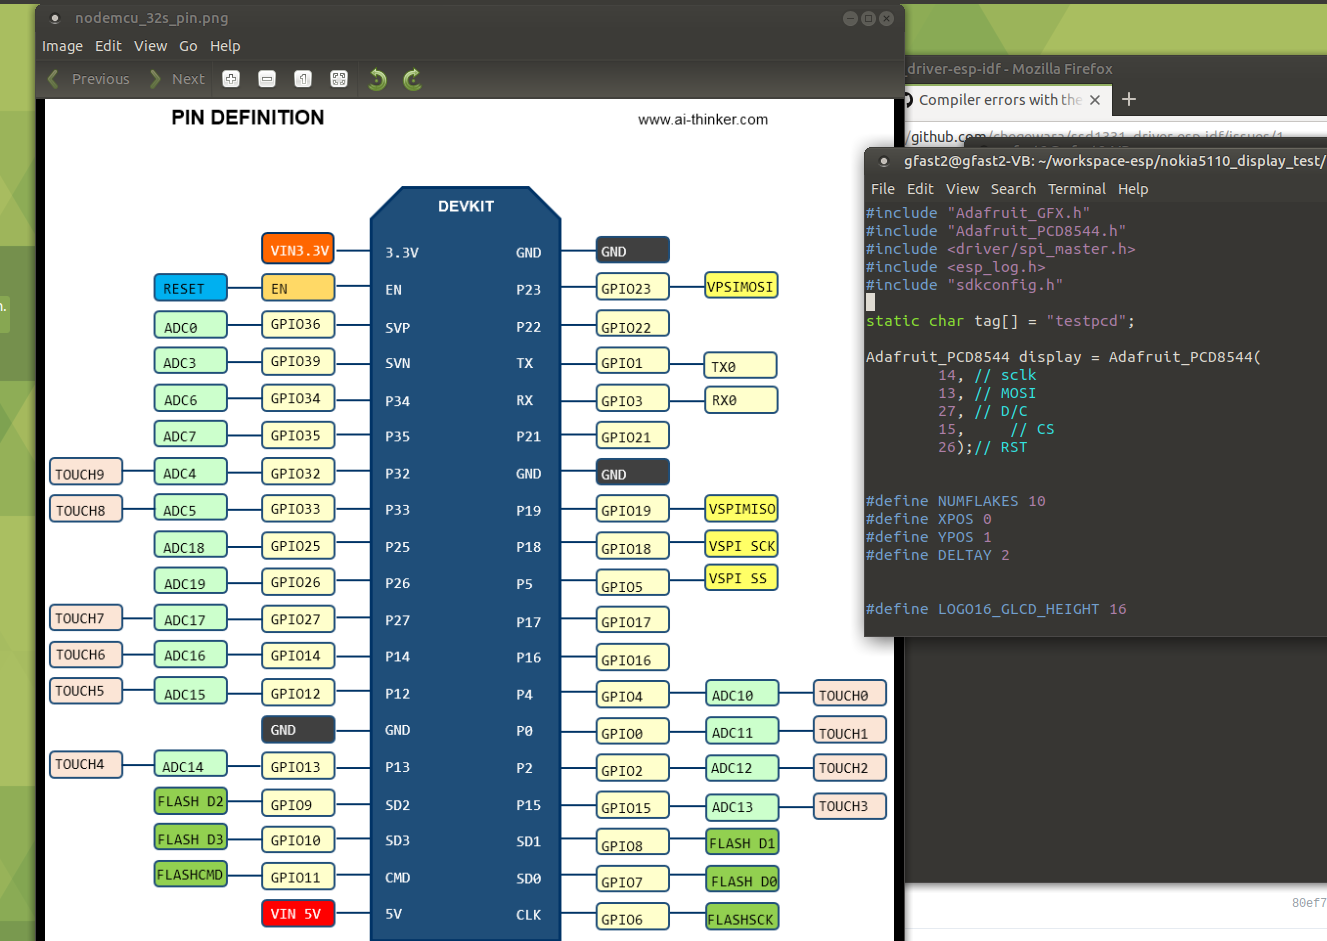 nodemcu_32s_pin.png
Image Edit View Go Help
Previous Next
PIN DEFINITION
www.ai-thinker.com
DEVKIT
VIN3.3V 3.3V GND GND
RESET EN EN P23 GPIO23 VPSIMOSI
ADC0 GPIO36 SVP P22 GPIO22
ADC3 GPIO39 SVN TX GPIO1 TX0
ADC6 GPIO34 P34 RX GPIO3 RX0
ADC7 GPIO35 P35 P21 GPIO21
TOUCH9 ADC4 GPIO32 P32 GND GND
TOUCH8 ADC5 GPIO33 P33 P19 GPIO19 VSPIMISO
ADC18 GPIO25 P25 P18 GPIO18 VSPI SCK
ADC19 GPIO26 P26 P5 GPIO5 VSPI SS
TOUCH7 ADC17 GPIO27 P27 P17 GPIO17
TOUCH6 ADC16 GPIO14 P14 P16 GPIO16
TOUCH5 ADC15 GPIO12 P12 P4 GPIO4 ADC10 TOUCH0
GND GND P0 GPIO0 ADC11 TOUCH1
TOUCH4 ADC14 GPIO13 P13 P2 GPIO2 ADC12 TOUCH2
FLASH D2 GPIO9 SD2 P15 GPIO15 ADC13 TOUCH3
FLASH D3 GPIO10 SD3 SD1 GPIO8 FLASH D1
FLASHCMD GPIO11 CMD SD0 GPIO7 FLASH D0
VIN 5V 5V CLK GPIO6 FLASHSCK
_driver-esp-idf - Mozilla Firefox
Compiler errors with the
/github.com/chegewara/ssd1331_driver-esp-idf/issues/1
gfast2@gfast2-VB: ~/workspace-esp/nokia5110_display_test/
File Edit View Search Terminal Help
#include "Adafruit_GFX.h"
#include "Adafruit_PCD8544.h"
#include <driver/spi_master.h>
#include <esp_log.h>
#include "sdkconfig.h"
static char tag[] = "testpcd";
Adafruit_PCD8544 display = Adafruit_PCD8544(
14, // sclk
13, // MOSI
27, // D/C
15, // CS
26);// RST
#define NUMFLAKES 10
#define XPOS 0
#define YPOS 1
#define DELTAY 2
#define LOGO16_GLCD_HEIGHT 16
80ef7
n.